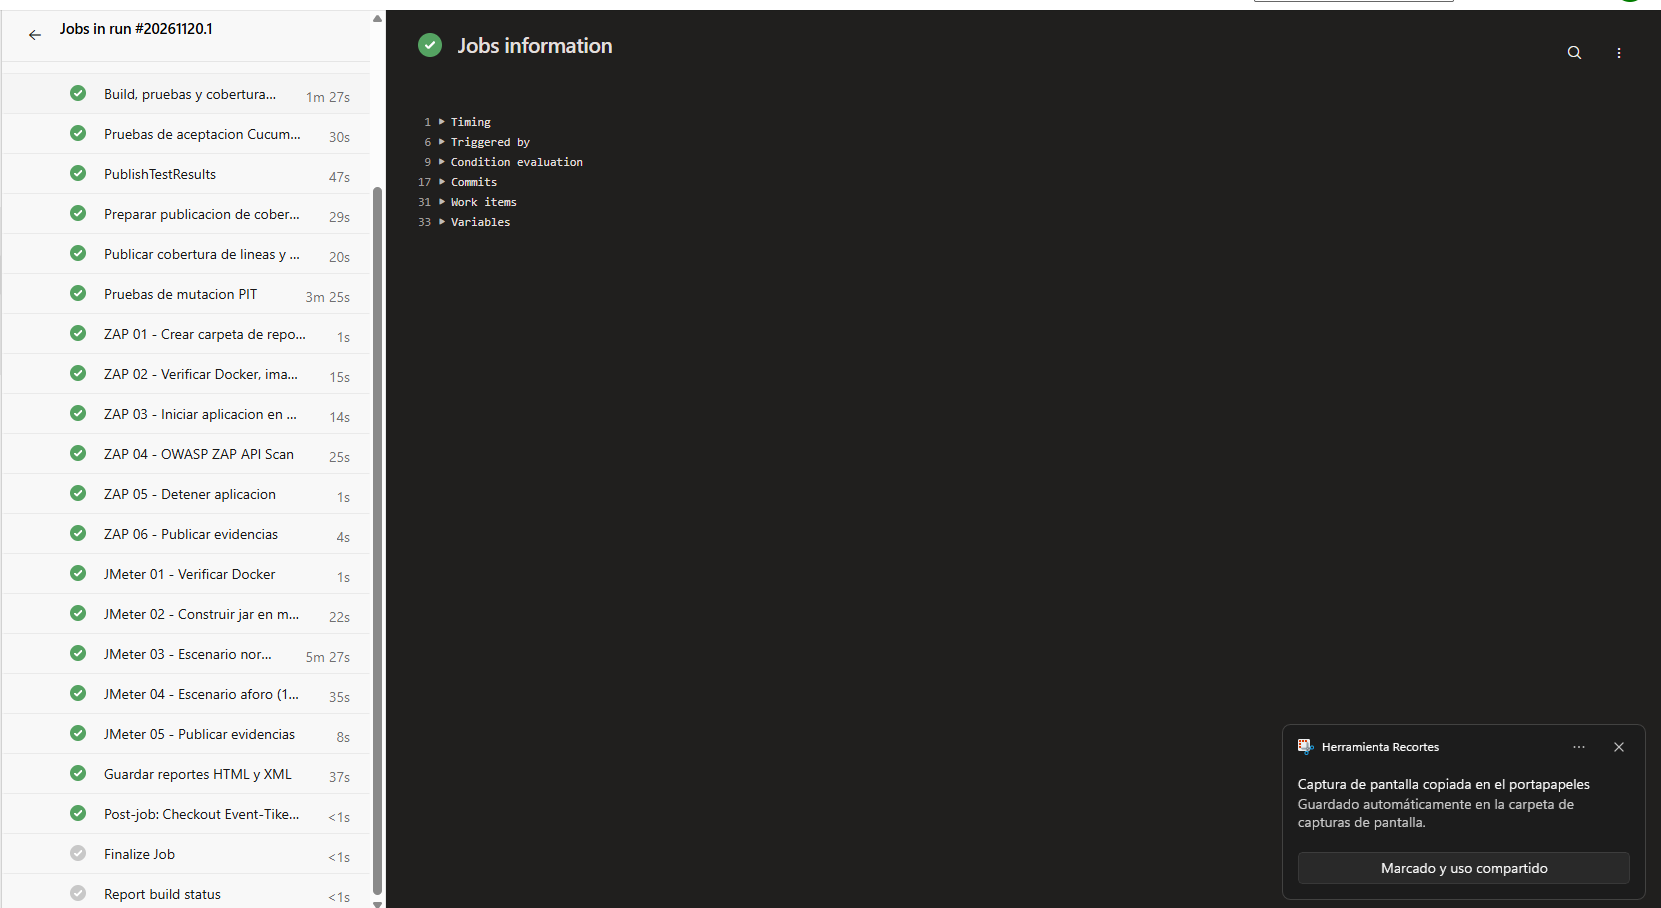 Jobs in run #20261120.1
Build, pruebas y cobertura... 1m 27s
Pruebas de aceptacion Cucum... 30s
PublishTestResults 47s
Preparar publicacion de cober... 29s
Publicar cobertura de lineas y ... 20s
Pruebas de mutacion PIT 3m 25s
ZAP 01 - Crear carpeta de repo... 1s
ZAP 02 - Verificar Docker, ima... 15s
ZAP 03 - Iniciar aplicacion en ... 14s
ZAP 04 - OWASP ZAP API Scan 25s
ZAP 05 - Detener aplicacion 1s
ZAP 06 - Publicar evidencias 4s
JMeter 01 - Verificar Docker 1s
JMeter 02 - Construir jar en m... 22s
JMeter 03 - Escenario nor... 5m 27s
JMeter 04 - Escenario aforo (1... 35s
JMeter 05 - Publicar evidencias 8s
Guardar reportes HTML y XML 37s
Post-job: Checkout Event-Tike... <1s
Finalize Job <1s
Report build status <1s
Jobs information
1 Timing
6 Triggered by
9 Condition evaluation
17 Commits
31 Work items
33 Variables
Herramienta Recortes
Captura de pantalla copiada en el portapapeles
Guardado automáticamente en la carpeta de
capturas de pantalla.
Marcado y uso compartido